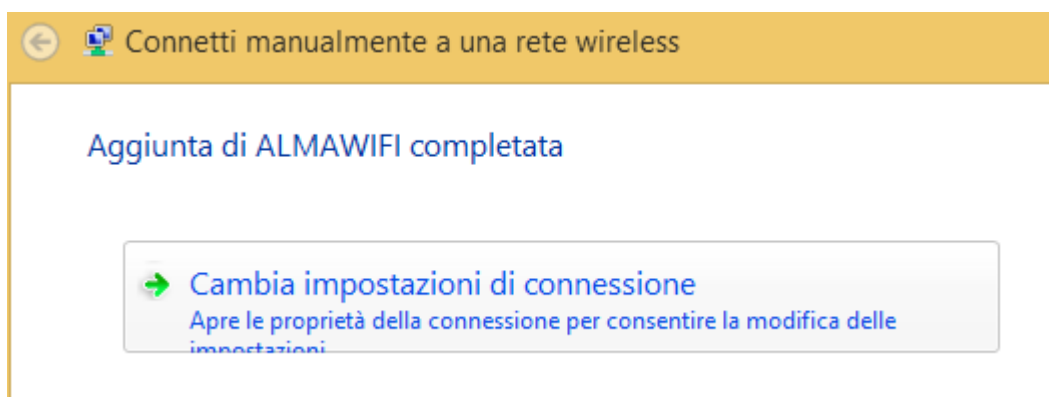 Connetti manualmente a una rete wireless
Aggiunta di ALMAWIFI completata
Cambia impostazioni di connessione
Apre le proprietà della connessione per consentire la modifica delle
impostazioni